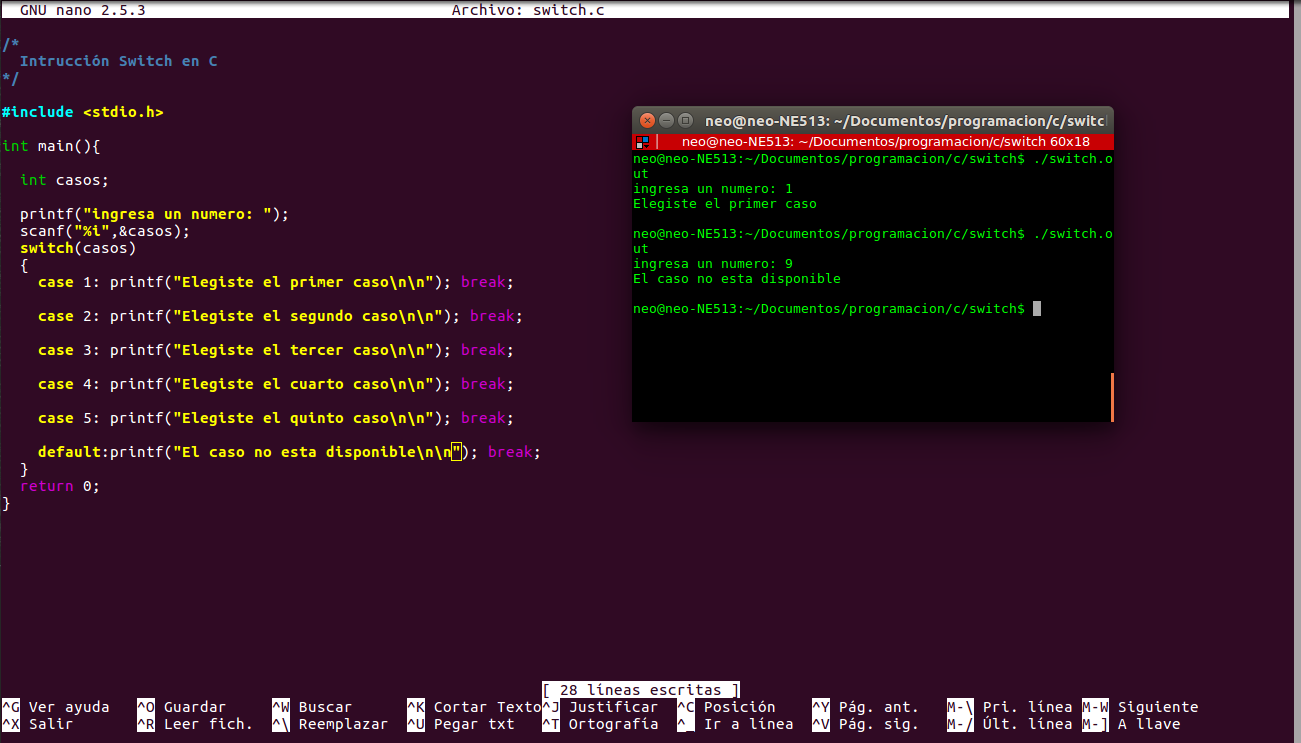 GNU nano 2.5.3 Archivo: switch.c
/*
  Intrucción Switch en C
*/
#include <stdio.h>
int main(){
  int casos;
  printf("ingresa un numero: ");
  scanf("%i",&casos);
  switch(casos)
  {
    case 1: printf("Elegiste el primer caso\n\n"); break;
    case 2: printf("Elegiste el segundo caso\n\n"); break;
    case 3: printf("Elegiste el tercer caso\n\n"); break;
    case 4: printf("Elegiste el cuarto caso\n\n"); break;
    case 5: printf("Elegiste el quinto caso\n\n"); break;
    default:printf("El caso no esta disponible\n\n"); break;
  }
  return 0;
}
neo@neo-NE513: ~/Documentos/programacion/c/switc
neo@neo-NE513: ~/Documentos/programacion/c/switch 60x18
neo@neo-NE513:~/Documentos/programacion/c/switch$ ./switch.o
ut
ingresa un numero: 1
Elegiste el primer caso
neo@neo-NE513:~/Documentos/programacion/c/switch$ ./switch.o
ut
ingresa un numero: 9
El caso no esta disponible
neo@neo-NE513:~/Documentos/programacion/c/switch$
[ 28 líneas escritas ]
^G Ver ayuda ^O Guardar ^W Buscar ^K Cortar Texto ^J Justificar ^C Posición ^Y Pág. ant. M-\ Pri. línea M-W Siguiente
^X Salir ^R Leer fich. ^\ Reemplazar ^U Pegar txt ^T Ortografía ^_ Ir a línea ^V Pág. sig. M-/ Últ. línea M-] A llave